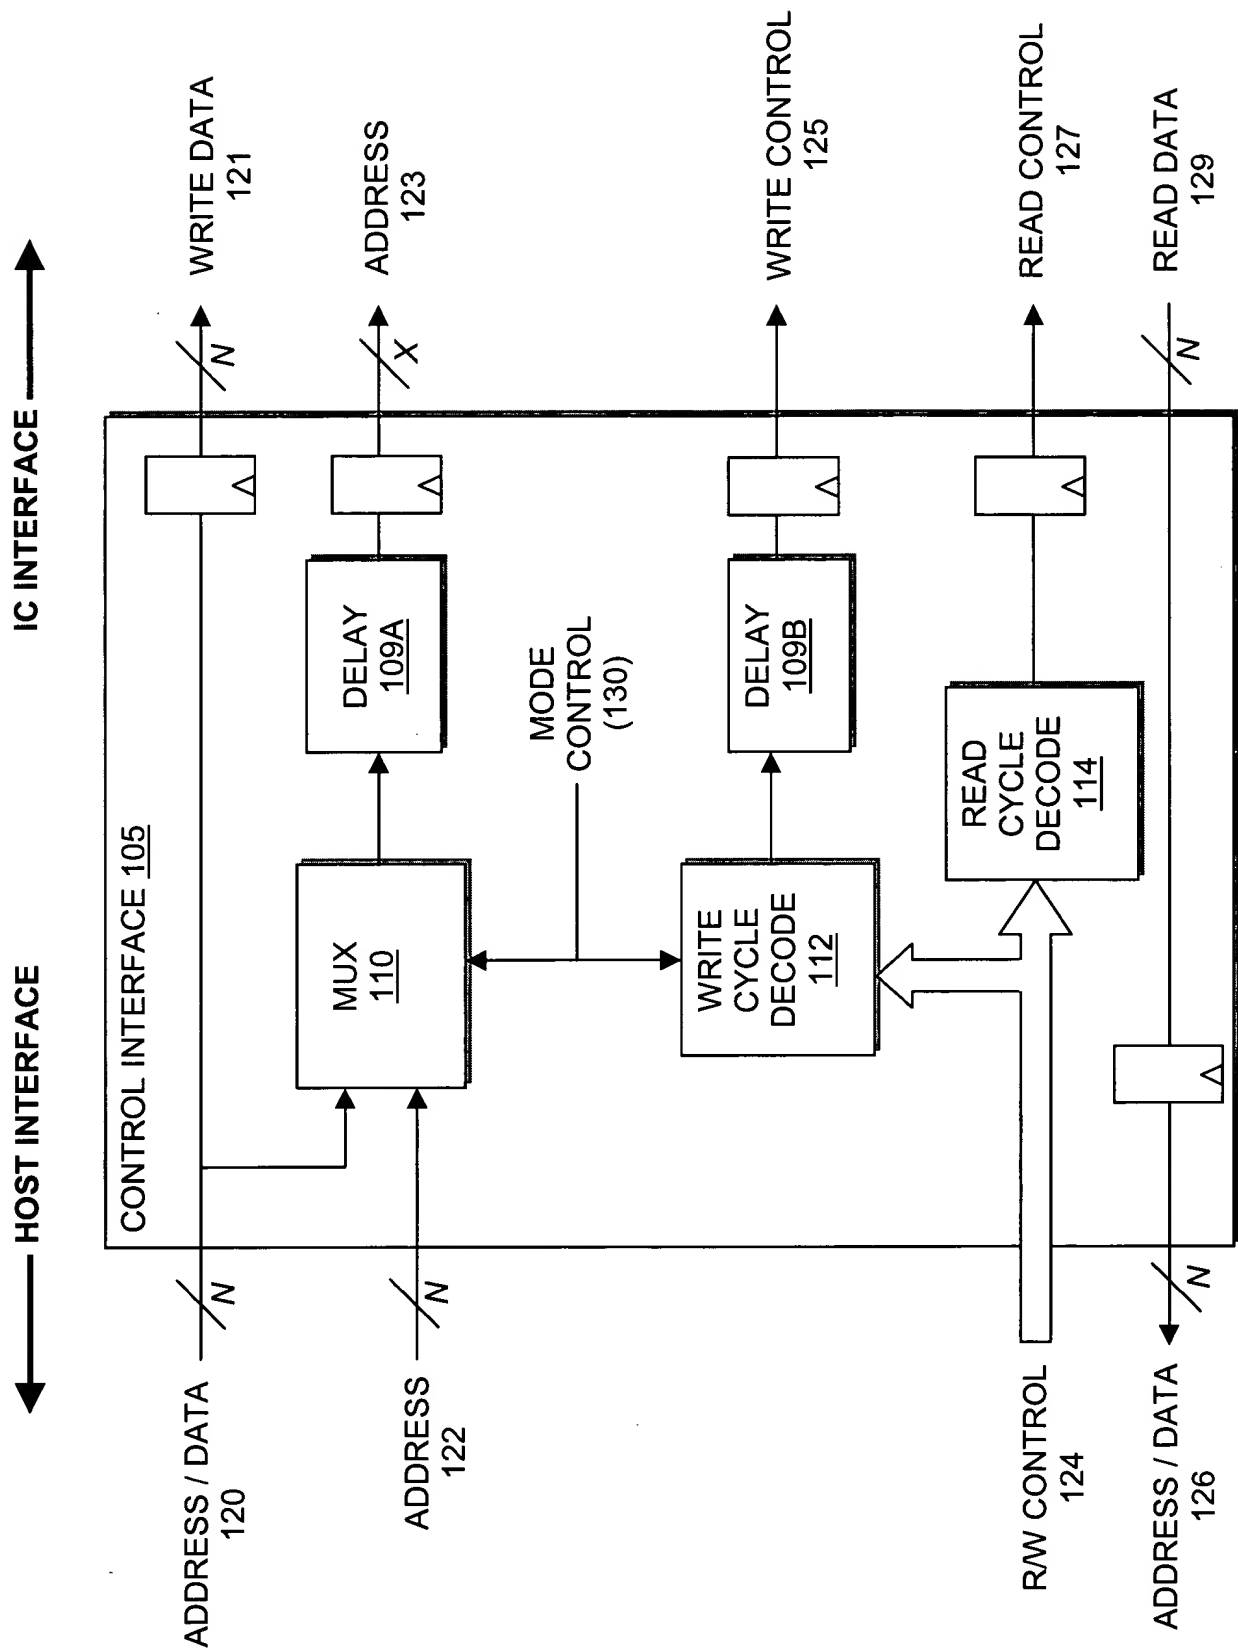 HOST INTERFACE
IC INTERFACE
CONTROL INTERFACE 105
ADDRESS / DATA
120
N
N
WRITE DATA
121
ADDRESS
122
N
MUX
110
DELAY
109A
X
ADDRESS
123
MODE
CONTROL
(130)
WRITE
CYCLE
DECODE
112
DELAY
109B
WRITE CONTROL
125
R/W CONTROL
124
READ
CYCLE
DECODE
114
READ CONTROL
127
ADDRESS / DATA
126
N
N
READ DATA
129